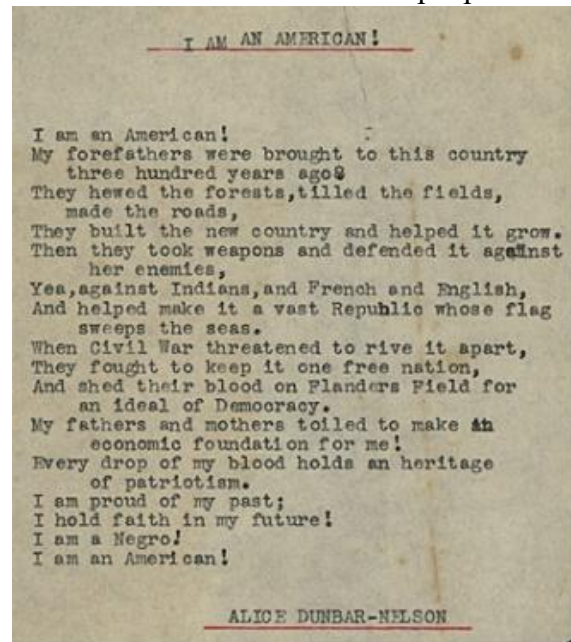 I AM AN AMERICAN!
I am an American!
My forefathers were brought to this country
three hundred years ago
They hewed the forests,tilled the fields,
made the roads,
They built the new country and helped it grow.
Then they took weapons and defended it against
her enemies,
Yea,against Indians,and French and English,
And helped make it a vast Republic whose flag
sweeps the seas.
When Civil War threatened to rive it apart,
They fought to keep it one free nation,
And shed their blood on Flanders Field for
an ideal of Democracy.
My fathers and mothers toiled to make an
economic foundation for me!
Every drop of my blood holds an heritage
of patriotism.
I am proud of my past;
I hold faith in my future!
I am a Negro!
I am an American!
ALICE DUNBAR-NELSON